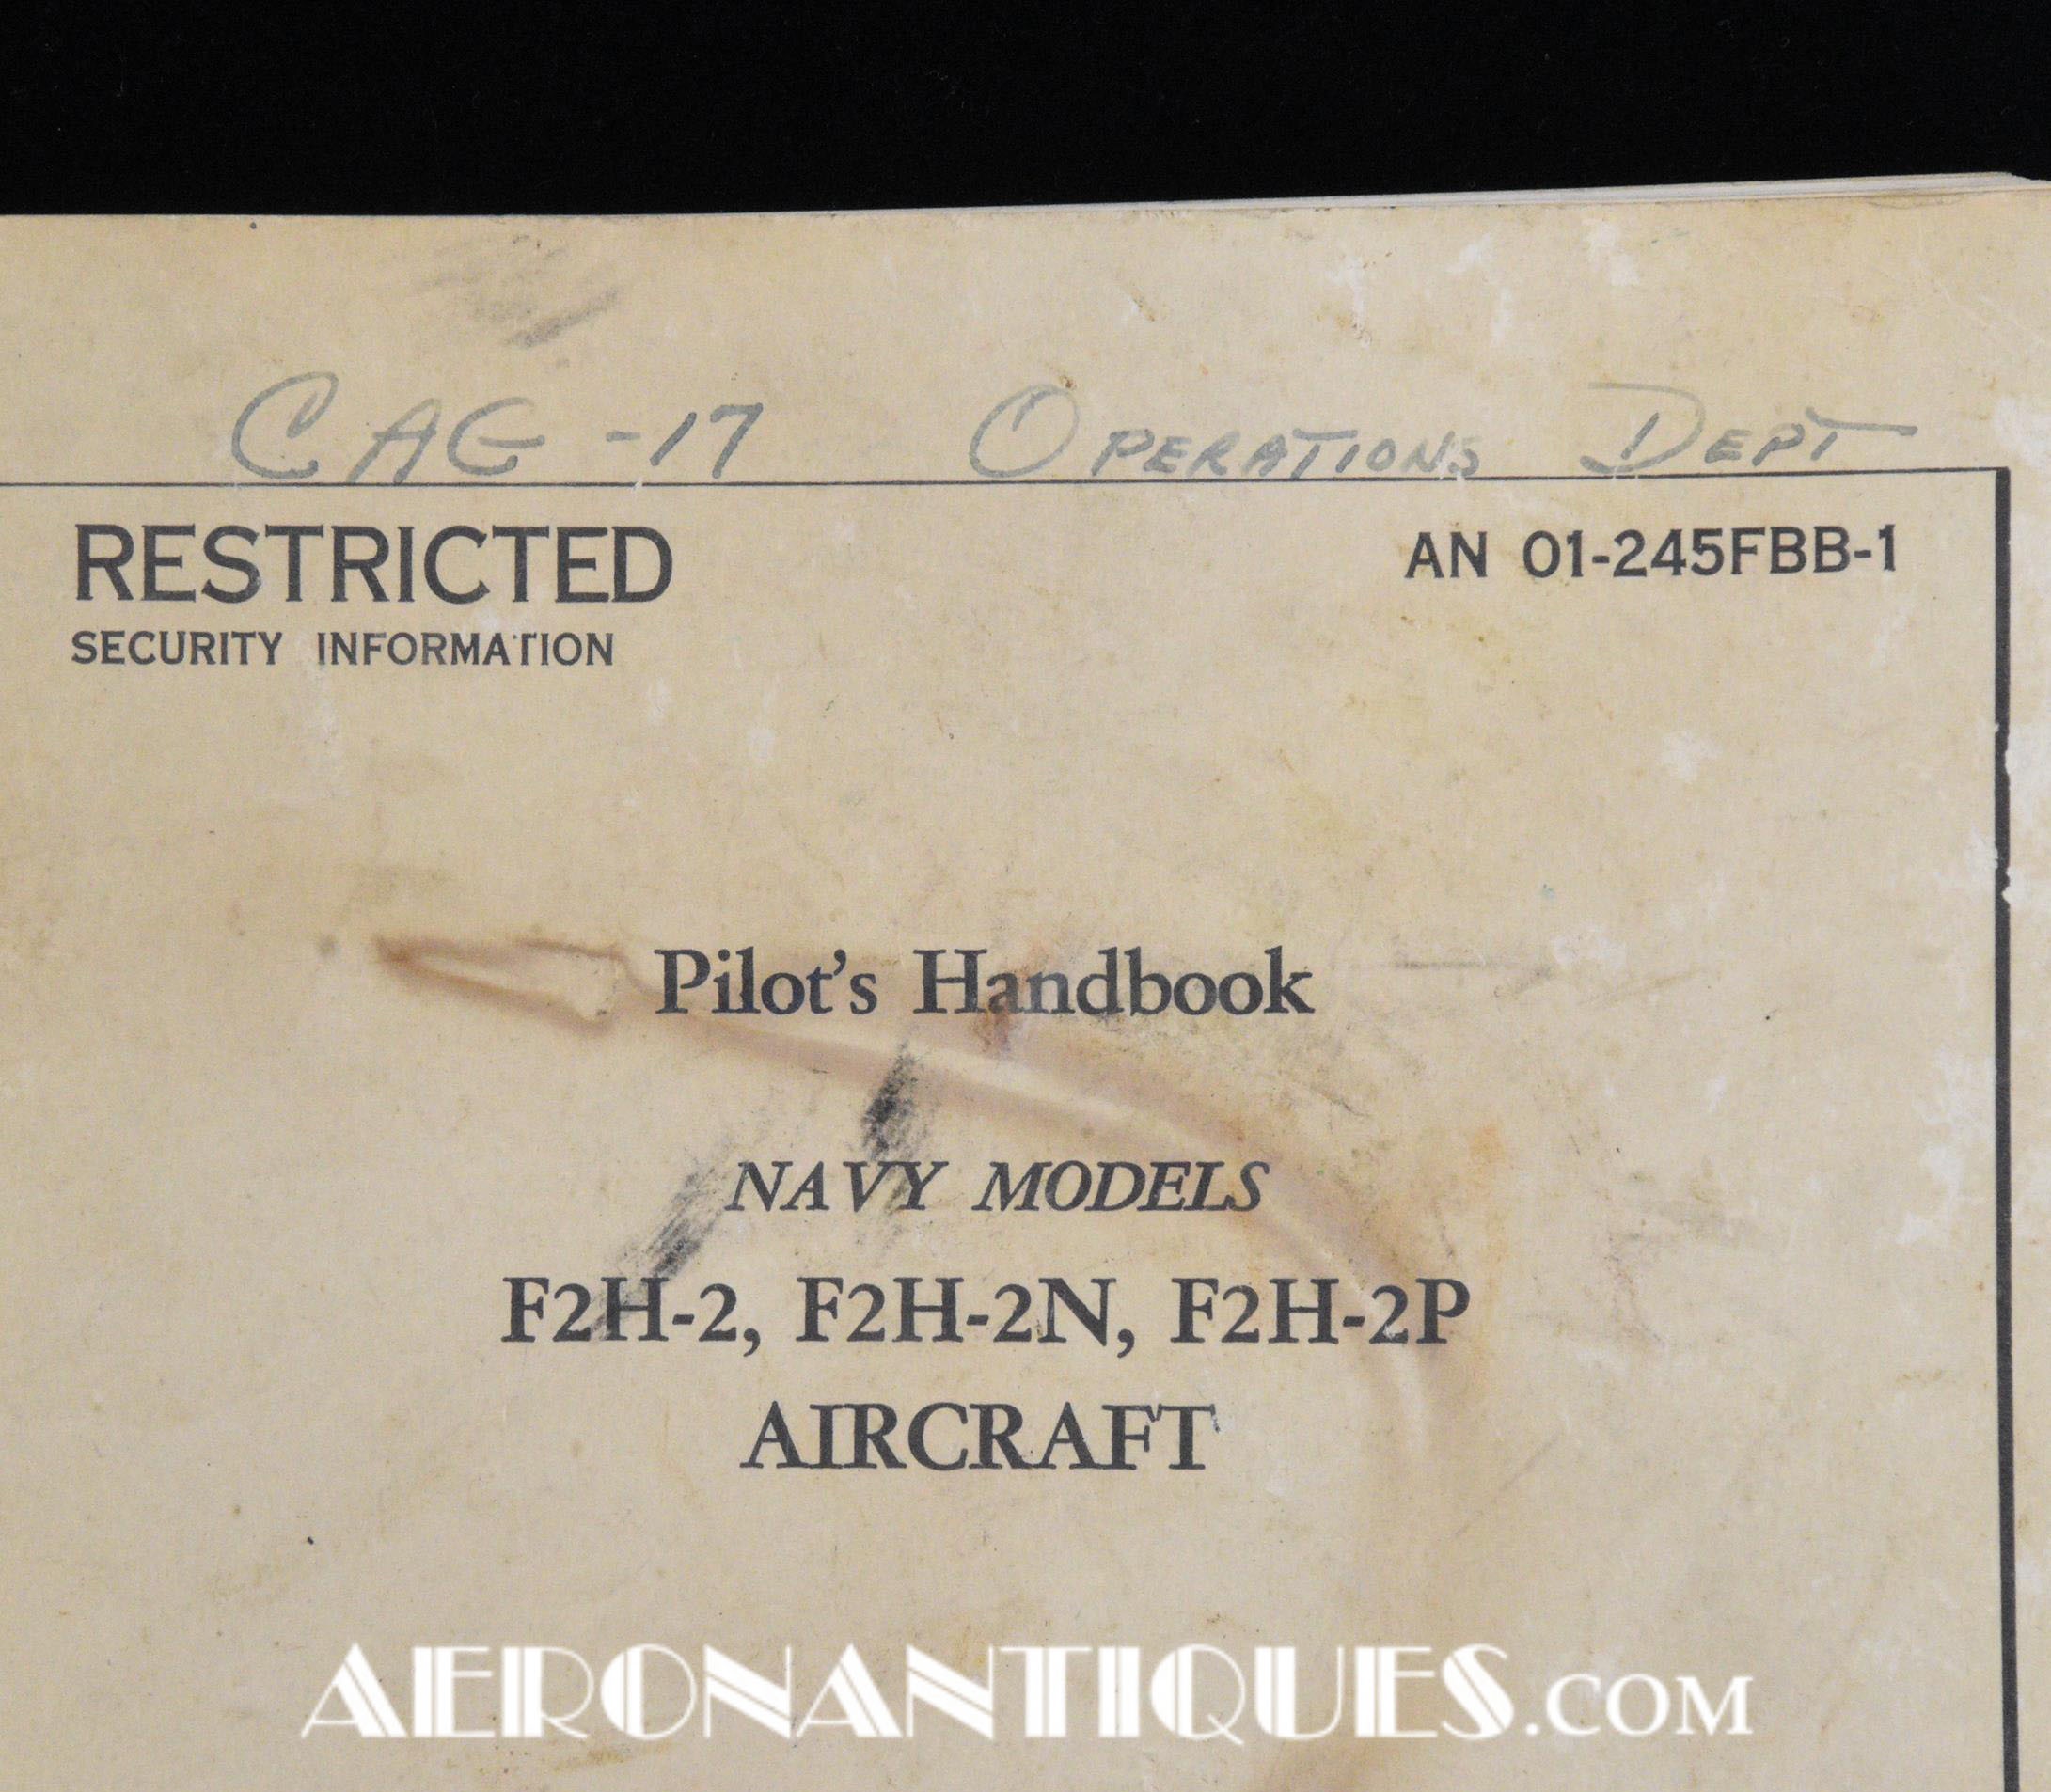 CAG-17 OPERATIONS DEPT
RESTRICTED AN 01-245FBB-1
SECURITY INFORMATION
Pilot's Handbook
NAVY MODELS
F2H-2, F2H-2N, F2H-2P
AIRCRAFT
AERONANTIQUES.COM